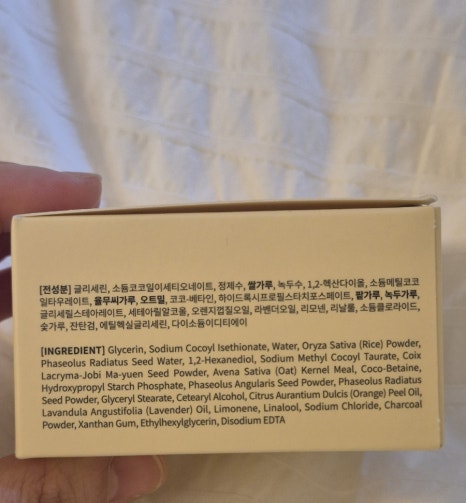 [전성분] 글리세린, 소듐코코일이세티오네이트, 정제수, 쌀가루, 녹두수, 1,2-헥산다이올, 소듐메틸코코
일타우레이트, 율무씨가루, 오트밀, 코코-베타인, 하이드록시프로필스타치포스페이트, 팥가루, 녹두가루,
글리세릴스테아레이트, 세테아릴알코올, 오렌지껍질오일, 라벤더오일, 리모넨, 리날룰, 소듐클로라이드,
숯가루, 잔탄검, 에틸헥실글리세린, 다이소듐이디티에이
[INGREDIENT] Glycerin, Sodium Cocoyl Isethionate, Water, Oryza Sativa (Rice) Powder,
Phaseolus Radiatus Seed Water, 1,2-Hexanediol, Sodium Methyl Cocoyl Taurate, Coix
Lacryma-Jobi Ma-yuen Seed Powder, Avena Sativa (Oat) Kernel Meal, Coco-Betaine,
Hydroxypropyl Starch Phosphate, Phaseolus Angularis Seed Powder, Phaseolus Radiatus
Seed Powder, Glyceryl Stearate, Cetearyl Alcohol, Citrus Aurantium Dulcis (Orange) Peel Oil,
Lavandula Angustifolia (Lavender) Oil, Limonene, Linalool, Sodium Chloride, Charcoal
Powder, Xanthan Gum, Ethylhexylglycerin, Disodium EDTA